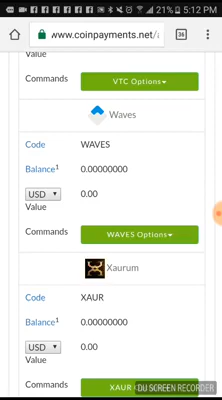 21% 5:12 PM
www.coinpayments.net/a
36
Value
Commands VTC Options
Waves
Code WAVES
Balance1 0.00000000
USD 0.00
Value
Commands WAVES Options
Xaurum
Code XAUR
Balance1 0.00000000
USD 0.00
Value
Commands XAUR
DU SCREEN RECORDER